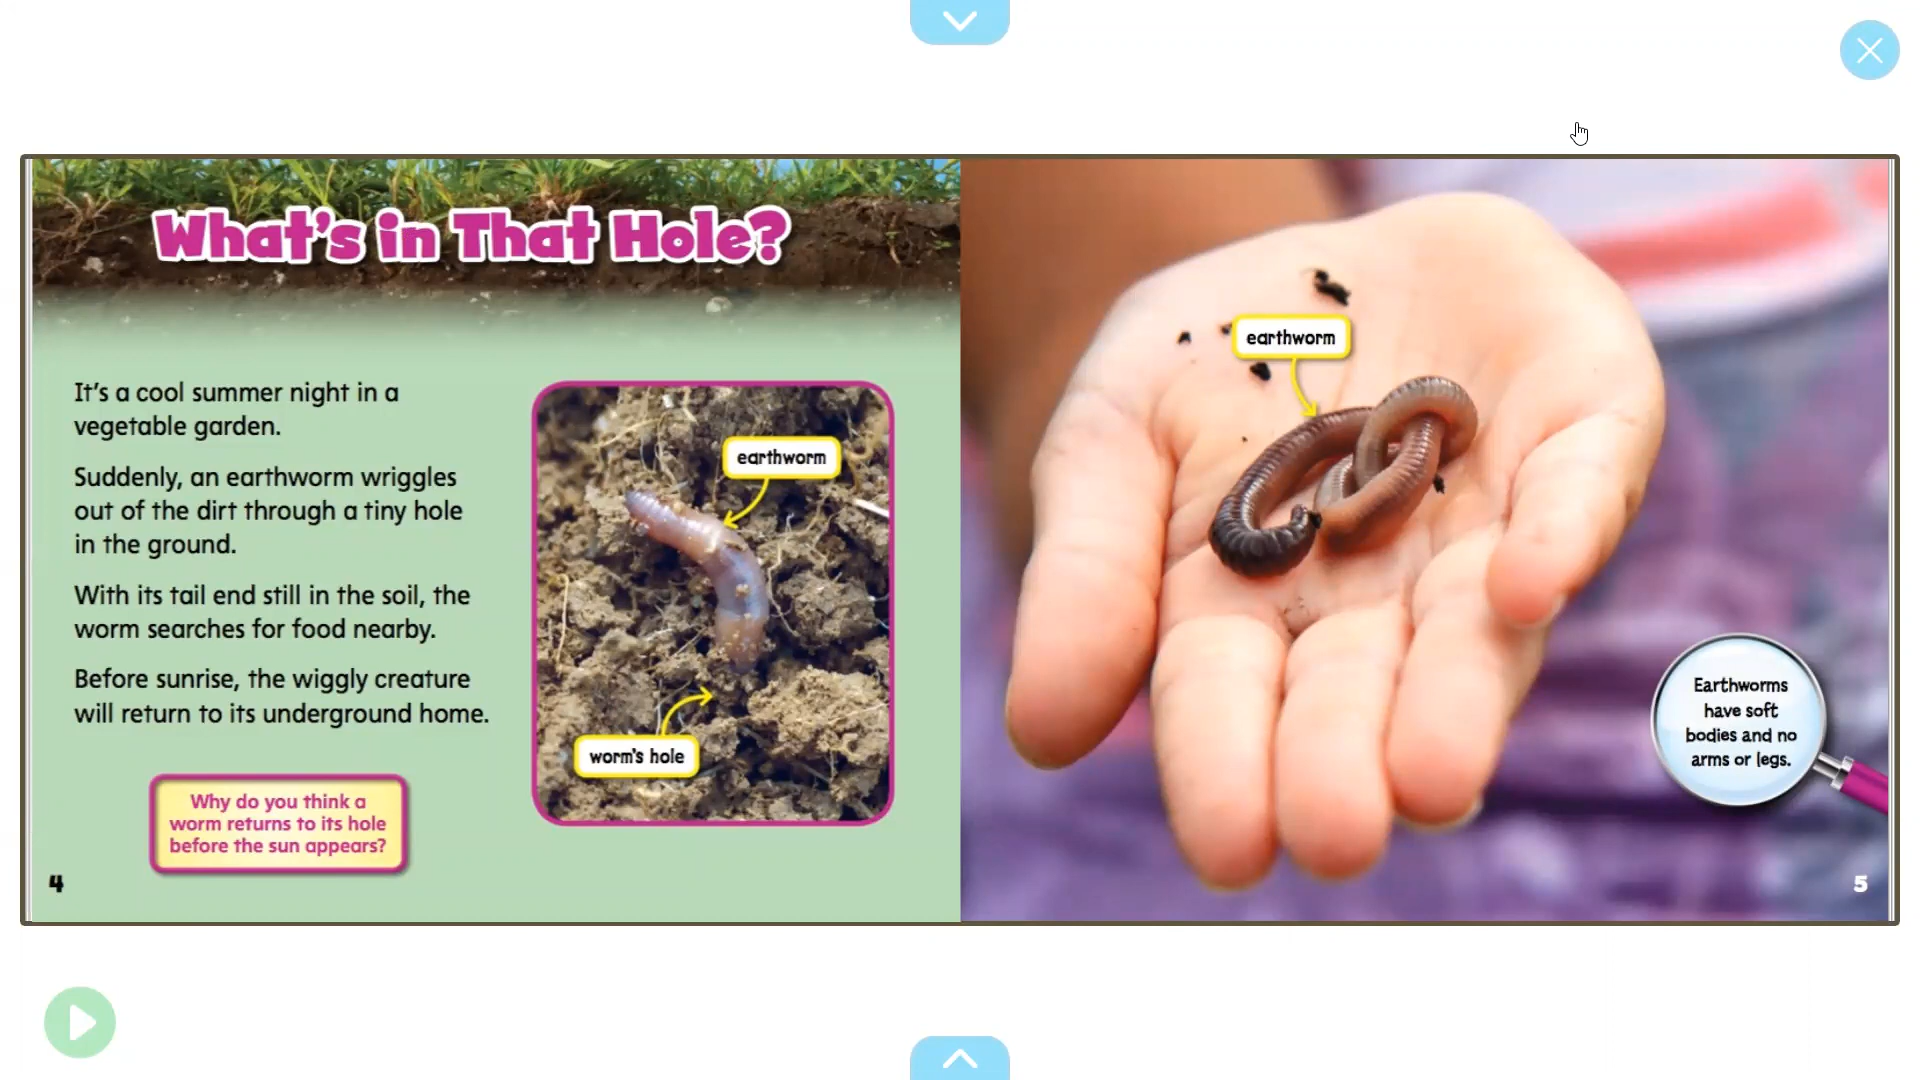 What's in That Hole?
It's a cool summer night in a
vegetable garden.
Suddenly, an earthworm wriggles
out of the dirt through a tiny hole
in the ground.
With its tail end still in the soil, the
worm searches for food nearby.
Before sunrise, the wiggly creature
will return to its underground home.
earthworm
worm's hole
Why do you think a
worm returns to its hole
before the sun appears?
4
earthworm
Earthworms
have soft
bodies and no
arms or legs.
5